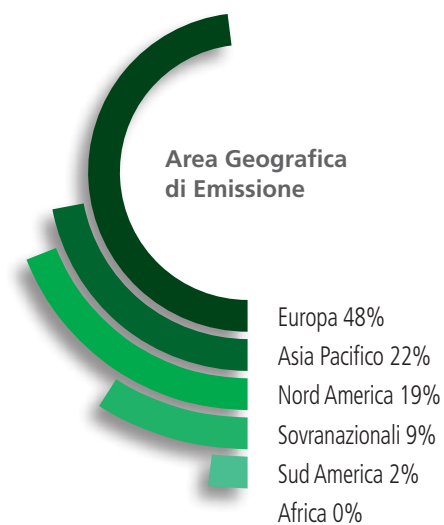 Area Geografica
di Emissione
Europa 48%
Asia Pacifico 22%
Nord America 19%
Sovranazionali 9%
Sud America 2%
Africa 0%